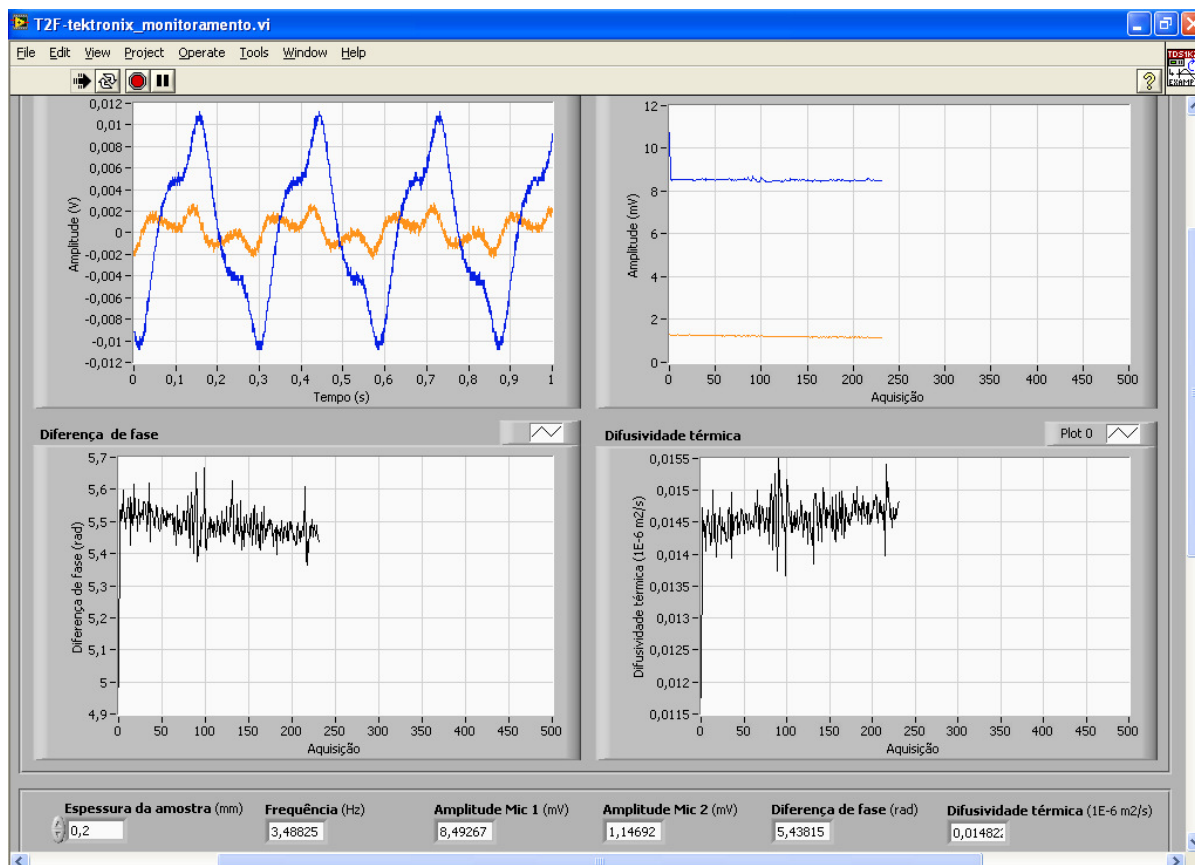 T2F-tektronix_monitoramento.vi
File Edit View Project Operate Tools Window Help
TDS1K2
EXAMP
0,012
0,01
0,008
0,006
0,004
0,002
0
-0,002
-0,004
-0,006
-0,008
-0,01
-0,012
Amplitude (V)
0 0,1 0,2 0,3 0,4 0,5 0,6 0,7 0,8 0,9 1
Tempo (s)
12
10
8
6
4
2
0
Amplitude (mV)
0 50 100 150 200 250 300 350 400 450 500
Aquisição
Diferença de fase
5,7
5,6
5,5
5,4
5,3
5,2
5,1
5
4,9
Diferença de fase (rad)
0 50 100 150 200 250 300 350 400 450 500
Aquisição
Difusividade térmica
Plot 0
0,0155
0,015
0,0145
0,014
0,0135
0,013
0,0125
0,012
0,0115
Difusividade térmica (1E-6 m2/s)
0 50 100 150 200 250 300 350 400 450 500
Aquisição
Espessura da amostra (mm) Frequência (Hz) Amplitude Mic 1 (mV) Amplitude Mic 2 (mV) Diferença de fase (rad) Difusividade térmica (1E-6 m2/s)
0,2 3,48825 8,49267 1,14692 5,43815 0,01482